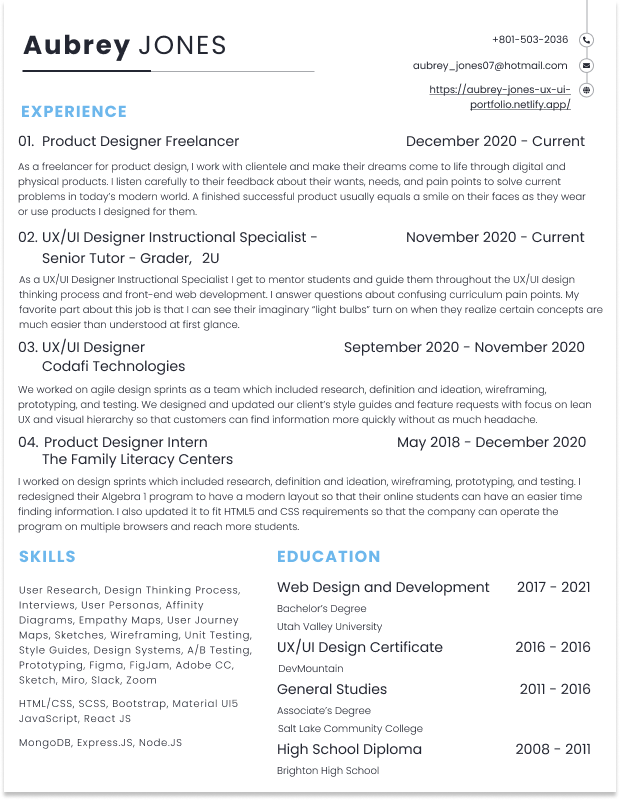 Aubrey JONES
+801-503-2036
aubrey_jones07@hotmail.com
https://aubrey-jones-ux-ui-
portfolio.netlify.app/
EXPERIENCE
01. Product Designer Freelancer December 2020 - Current
As a freelancer for product design, I work with clientele and make their dreams come to life through digital and
physical products. I listen carefully to their feedback about their wants, needs, and pain points to solve current
problems in today's modern world. A finished successful product usually equals a smile on their faces as they wear
or use products I designed for them.
02. UX/UI Designer Instructional Specialist - November 2020 - Current
Senior Tutor - Grader, 2U
As a UX/UI Designer Instructional Specialist I get to mentor students and guide them throughout the UX/UI design
thinking process and front-end web development. I answer questions about confusing curriculum pain points. My
favorite part about this job is that I can see their imaginary "light bulbs" turn on when they realize certain concepts are
much easier than understood at first glance.
03. UX/UI Designer September 2020 - November 2020
Codafi Technologies
We worked on agile design sprints as a team which included research, definition and ideation, wireframing,
prototyping, and testing. We designed and updated our client's style guides and feature requests with focus on lean
UX and visual hierarchy so that customers can find information more quickly without as much headache.
04. Product Designer Intern May 2018 - December 2020
The Family Literacy Centers
I worked on design sprints which included research, definition and ideation, wireframing, prototyping, and testing. I
redesigned their Algebra 1 program to have a modern layout so that their online students can have an easier time
finding information. I also updated it to fit HTML5 and CSS requirements so that the company can operate the
program on multiple browsers and reach more students.
SKILLS
User Research, Design Thinking Process,
Interviews, User Personas, Affinity
Diagrams, Empathy Maps, User Journey
Maps, Sketches, Wireframing, Unit Testing,
Style Guides, Design Systems, A/B Testing,
Prototyping, Figma, FigJam, Adobe CC,
Sketch, Miro, Slack, Zoom
HTML/CSS, SCSS, Bootstrap, Material UI5
JavaScript, React JS
MongoDB, Express.JS, Node.JS
EDUCATION
Web Design and Development 2017 - 2021
Bachelor's Degree
Utah Valley University
UX/UI Design Certificate 2016 - 2016
DevMountain
General Studies 2011 - 2016
Associate's Degree
Salt Lake Community College
High School Diploma 2008 - 2011
Brighton High School